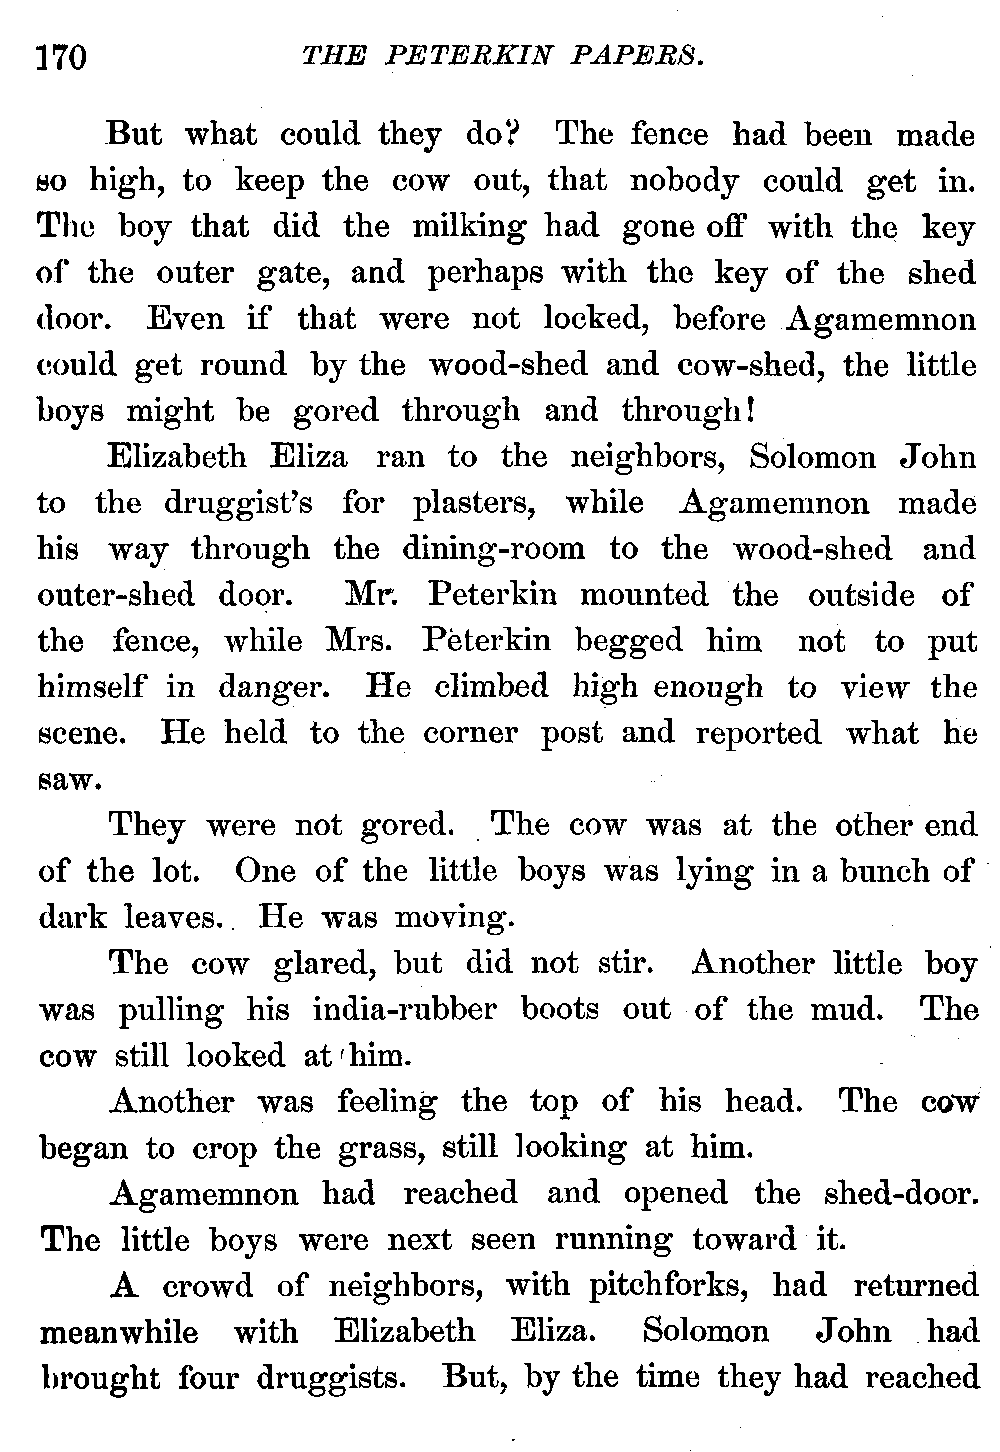 170 THE PETERKIN PAPERS.
But what could they do? The fence had been made
so high, to keep the cow out, that nobody could get in.
The boy that did the milking had gone off with the key
of the outer gate, and perhaps with the key of the shed
door. Even if that were not locked, before Agamemnon
could get round by the wood-shed and cow-shed, the little
boys might be gored through and through!
Elizabeth Eliza ran to the neighbors, Solomon John
to the druggist's for plasters, while Agamemnon made
his way through the dining-room to the wood-shed and
outer-shed door. Mr. Peterkin mounted the outside of
the fence, while Mrs. Peterkin begged him not to put
himself in danger. He climbed high enough to view the
scene. He held to the corner post and reported what he
saw.
They were not gored. The cow was at the other end
of the lot. One of the little boys was lying in a bunch of
dark leaves. He was moving.
The cow glared, but did not stir. Another little boy
was pulling his india-rubber boots out of the mud. The
cow still looked at him.
Another was feeling the top of his head. The cow
began to crop the grass, still looking at him.
Agamemnon had reached and opened the shed-door.
The little boys were next seen running toward it.
A crowd of neighbors, with pitchforks, had returned
meanwhile with Elizabeth Eliza. Solomon John had
brought four druggists. But, by the time they had reached